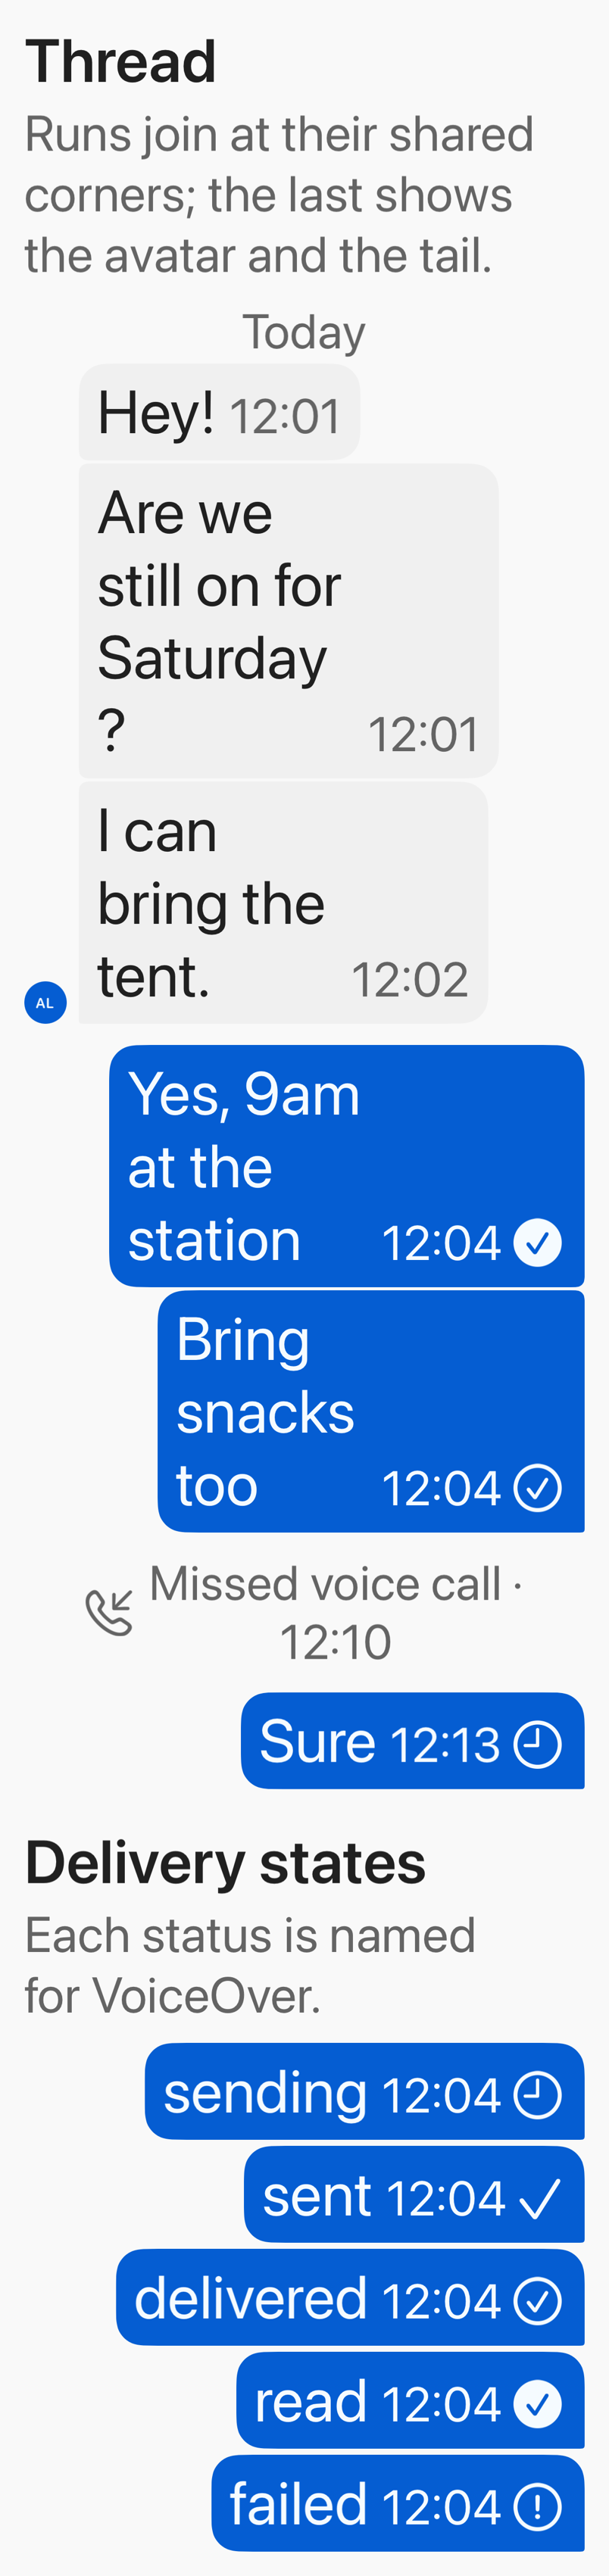 Thread
Runs join at their shared
corners; the last shows
the avatar and the tail.
Today
Hey! 12:01
Are we
still on for
Saturday
? 12:01
I can
bring the
tent. 12:02
AL
Yes, 9am
at the
station 12:04
Bring
snacks
too 12:04
Missed voice call ·
12:10
Sure 12:13
Delivery states
Each status is named
for VoiceOver.
sending 12:04
sent 12:04
delivered 12:04
read 12:04
failed 12:04